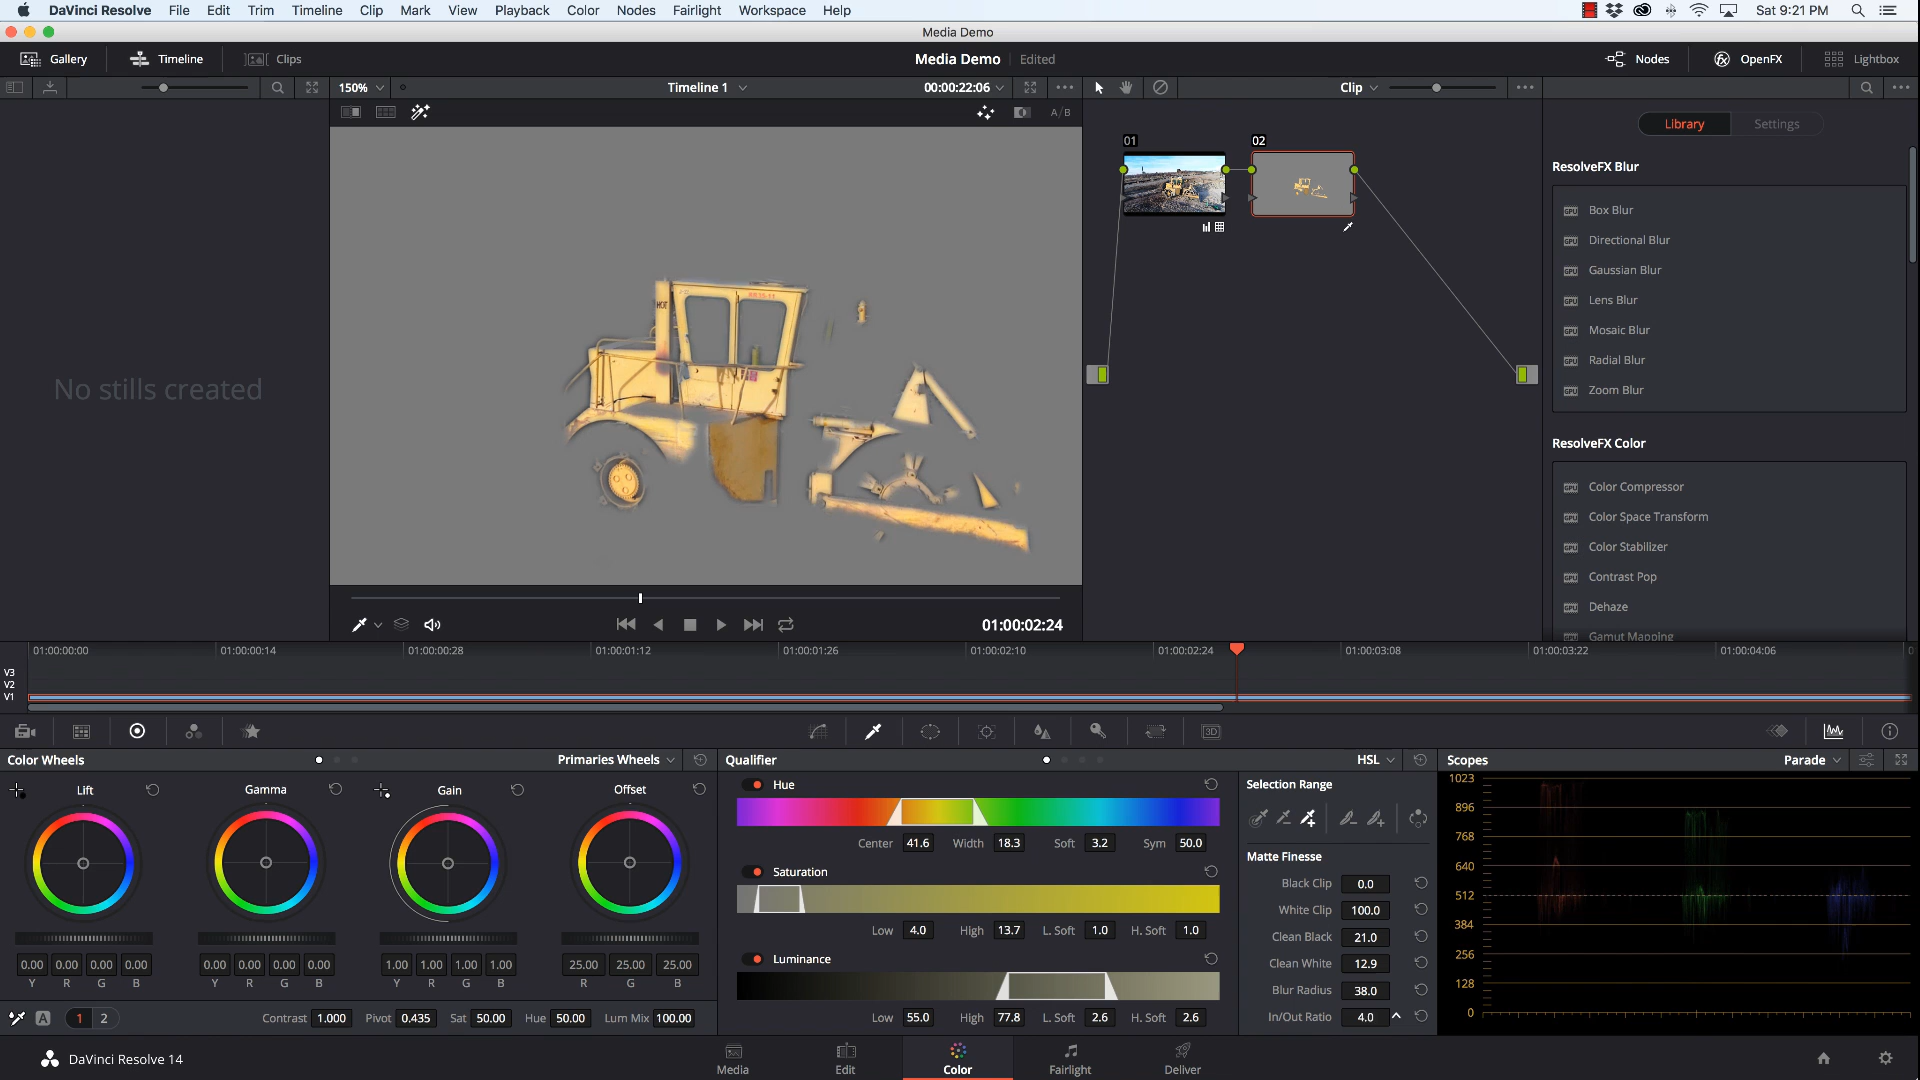 DaVinci Resolve File Edit Trim Timeline Clip Mark View Playback Color Nodes Fairlight Workspace Help Sat 9:21 PM
Media Demo
Gallery Timeline Clips Media Demo Edited Nodes OpenFX Lightbox
150% Timeline 1 00:00:22:06 Clip
A/B
Library Settings
01 02
No stills created
HOT
ResolveFX Blur
Box Blur
Directional Blur
Gaussian Blur
Lens Blur
Mosaic Blur
Radial Blur
Zoom Blur
ResolveFX Color
Color Compressor
Color Space Transform
Color Stabilizer
Contrast Pop
Dehaze
Gamut Mapping
01:00:02:24
01:00:00:00 01:00:00:14 01:00:00:28 01:00:01:12 01:00:01:26 01:00:02:10 01:00:02:24 01:00:03:08 01:00:03:22 01:00:04:06
V3
V2
V1
3D
Color Wheels Primaries Wheels
Lift Gamma Gain Offset
0.00 0.00 0.00 0.00 0.00 0.00 0.00 0.00 1.00 1.00 1.00 1.00 25.00 25.00 25.00
Y R G B Y R G B Y R G B R G B
A 1 2 Contrast 1.000 Pivot 0.435 Sat 50.00 Hue 50.00 Lum Mix 100.00
Qualifier HSL
Hue
Center 41.6 Width 18.3 Soft 3.2 Sym 50.0
Saturation
Low 4.0 High 13.7 L. Soft 1.0 H. Soft 1.0
Luminance
Low 55.0 High 77.8 L. Soft 2.6 H. Soft 2.6
Selection Range
Matte Finesse
Black Clip 0.0
White Clip 100.0
Clean Black 21.0
Clean White 12.9
Blur Radius 38.0
In/Out Ratio 4.0
Scopes Parade
1023
896
768
640
512
384
256
128
0
DaVinci Resolve 14 Media Edit Color Fairlight Deliver